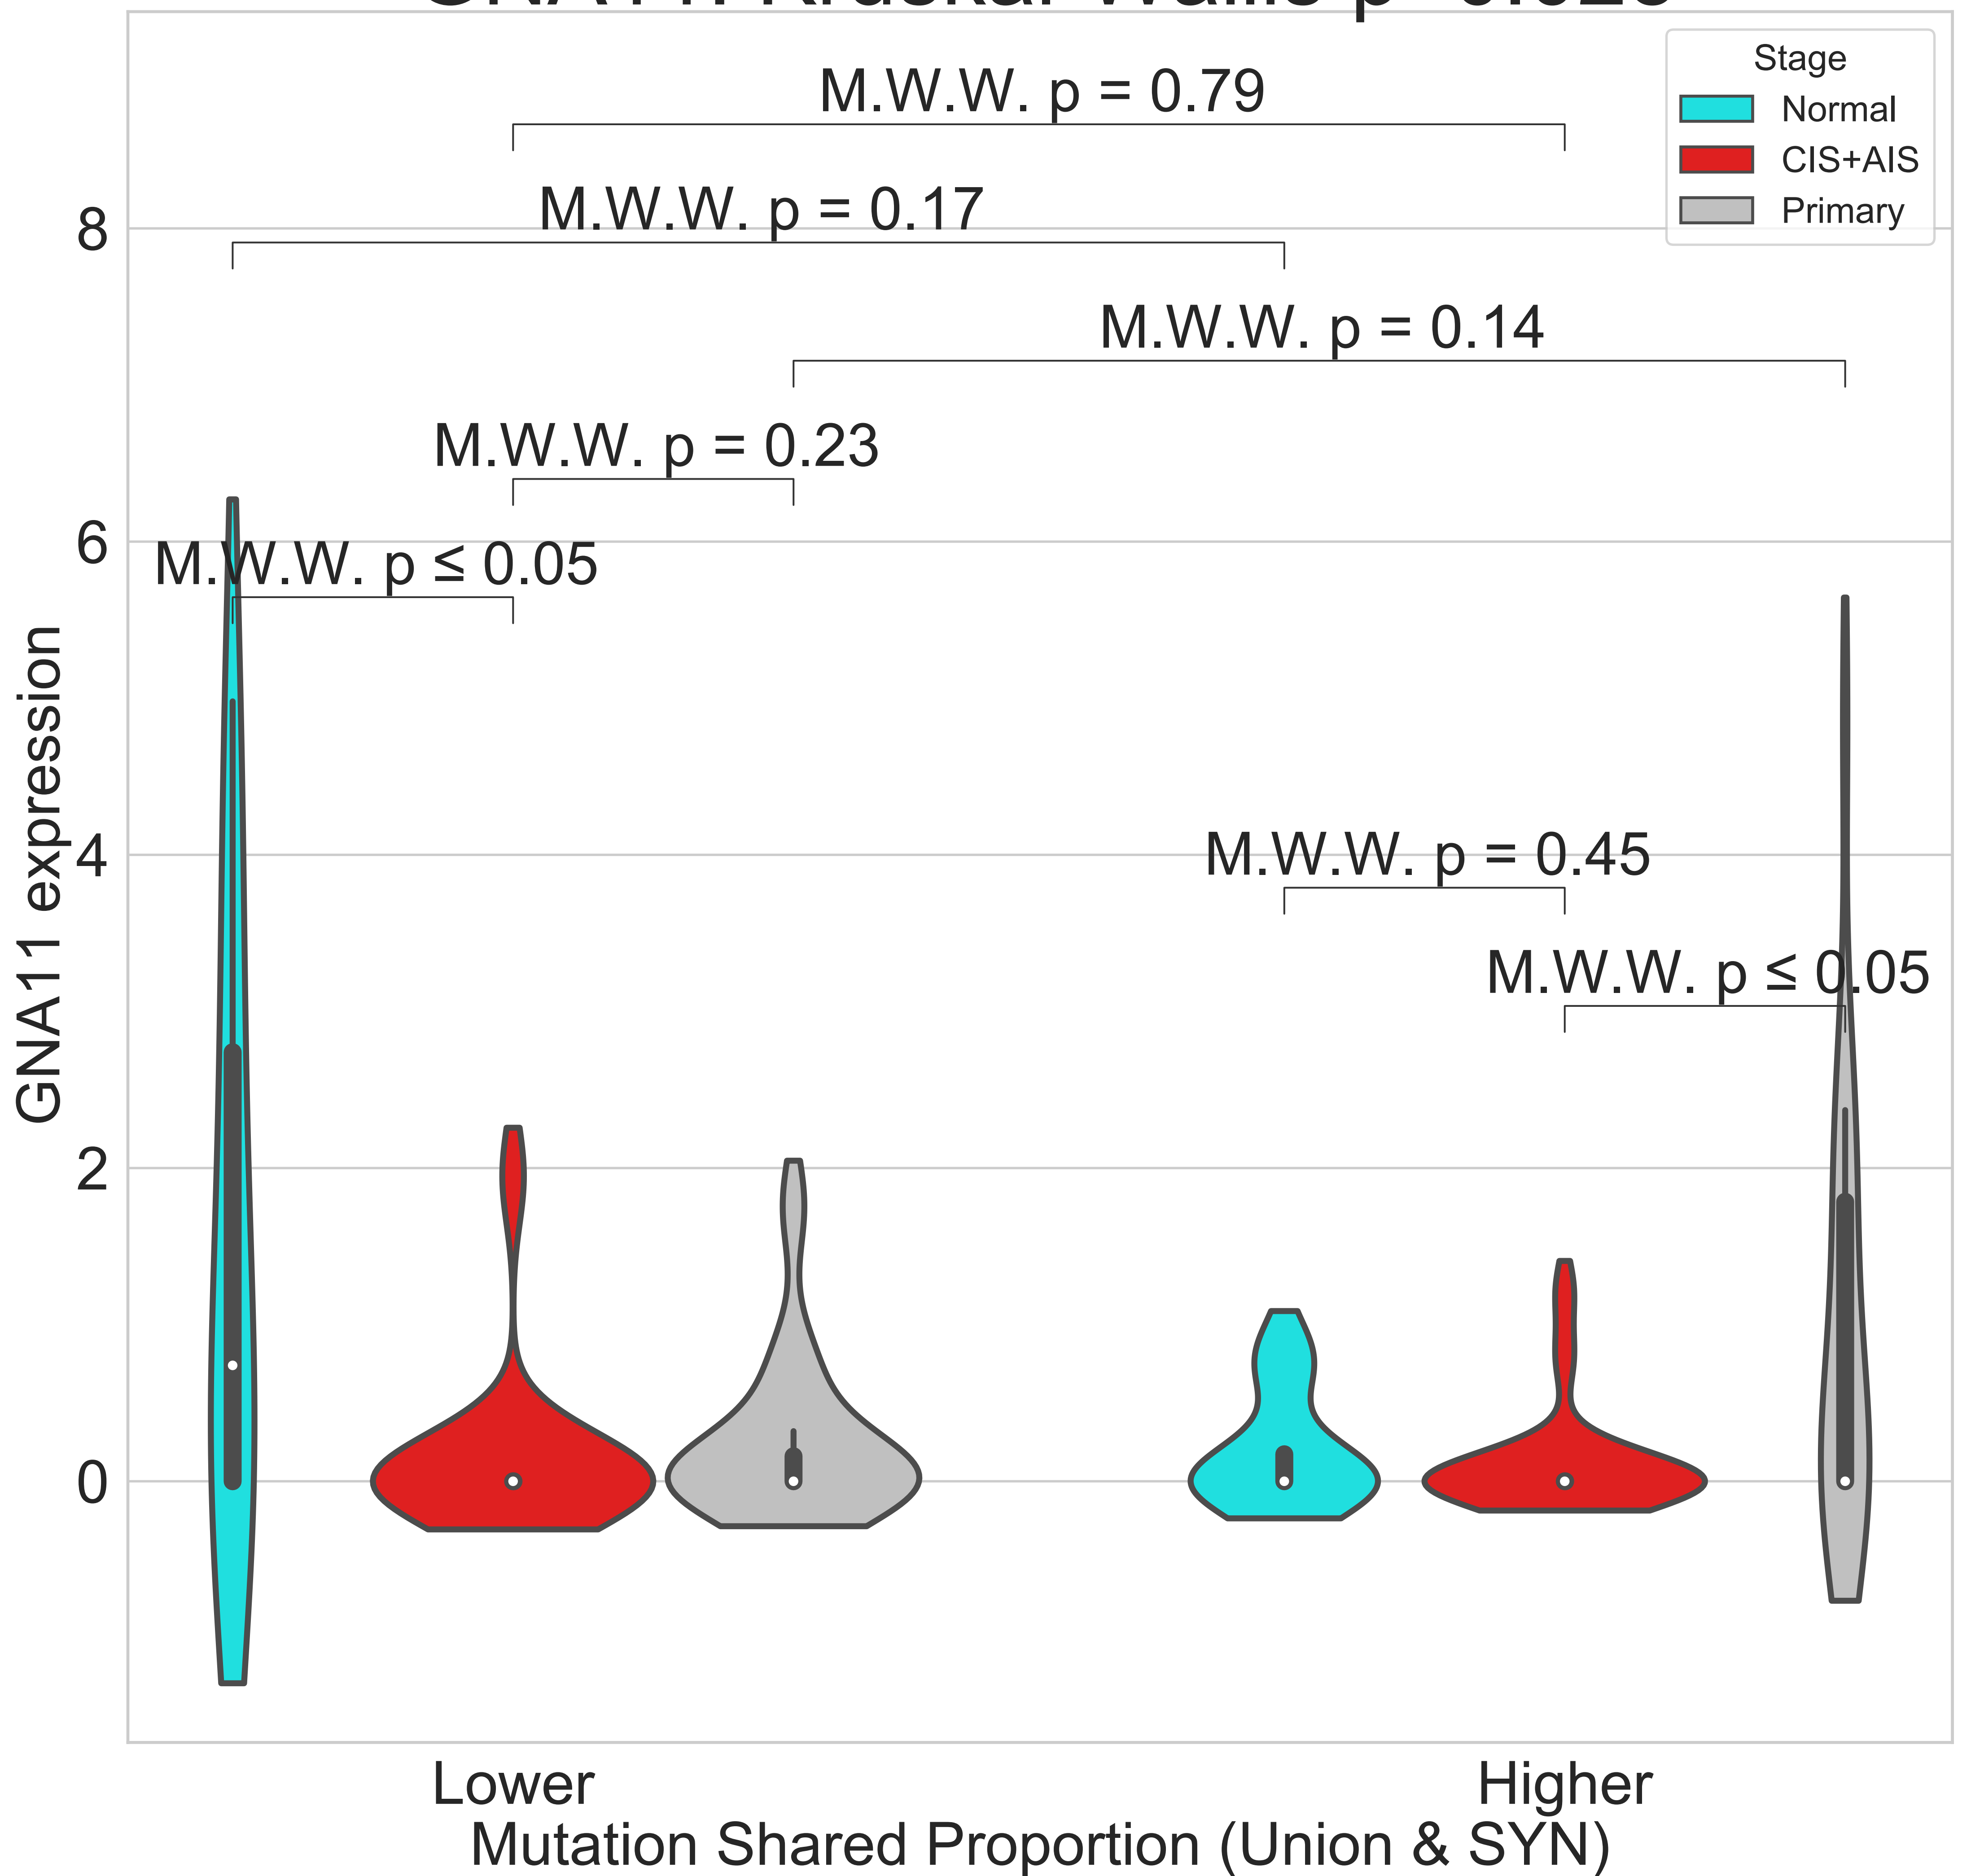 Stage
Normal
CIS+AIS
Primary
M.W.W. p = 0.79
M.W.W. p = 0.17
M.W.W. p = 0.14
M.W.W. p = 0.23
M.W.W. p ≤ 0.05
M.W.W. p = 0.45
M.W.W. p ≤ 0.05
8
6
4
2
0
GNA11 expression
Lower
Higher
Mutation Shared Proportion (Union & SYN)